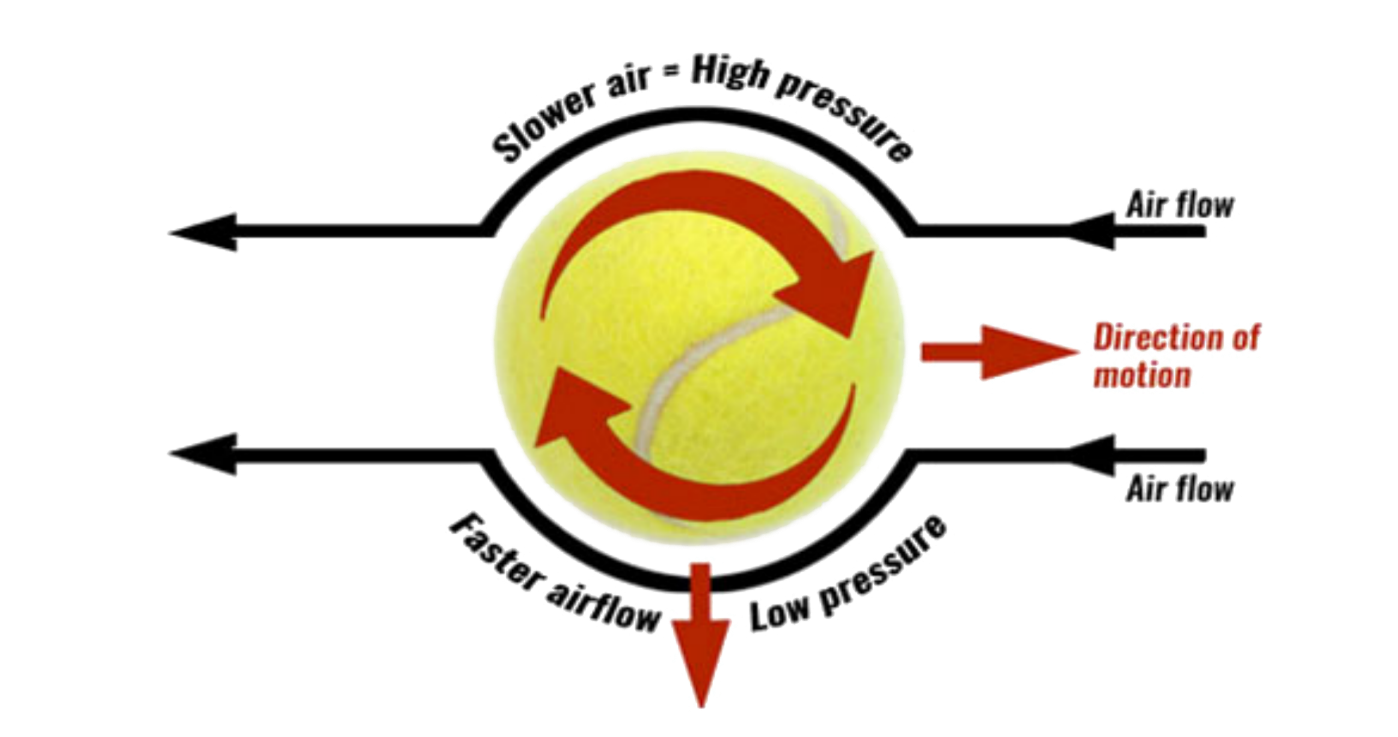 Slower air = High pressure
Air flow
Direction of
motion
Air flow
Faster airflow
Low pressure